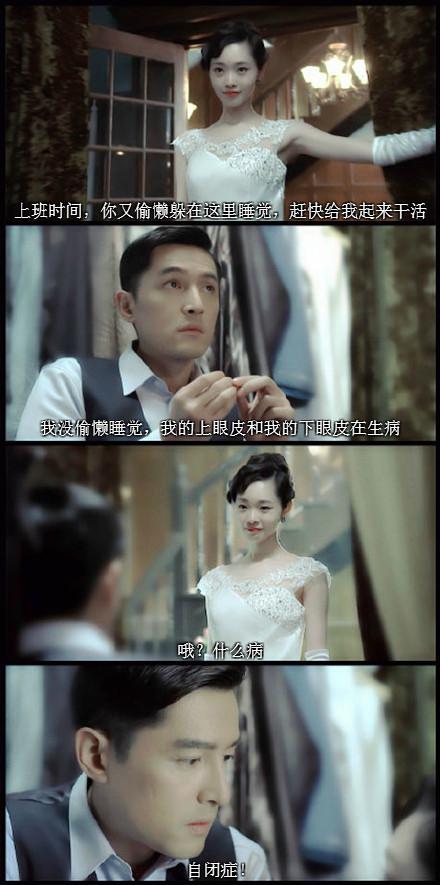 上班时间，你又偷懒躲在这里睡觉，赶快给我起来干活
我没偷懒睡觉，我的上眼皮和我的下眼皮在生病
哦？什么病
自闭症！